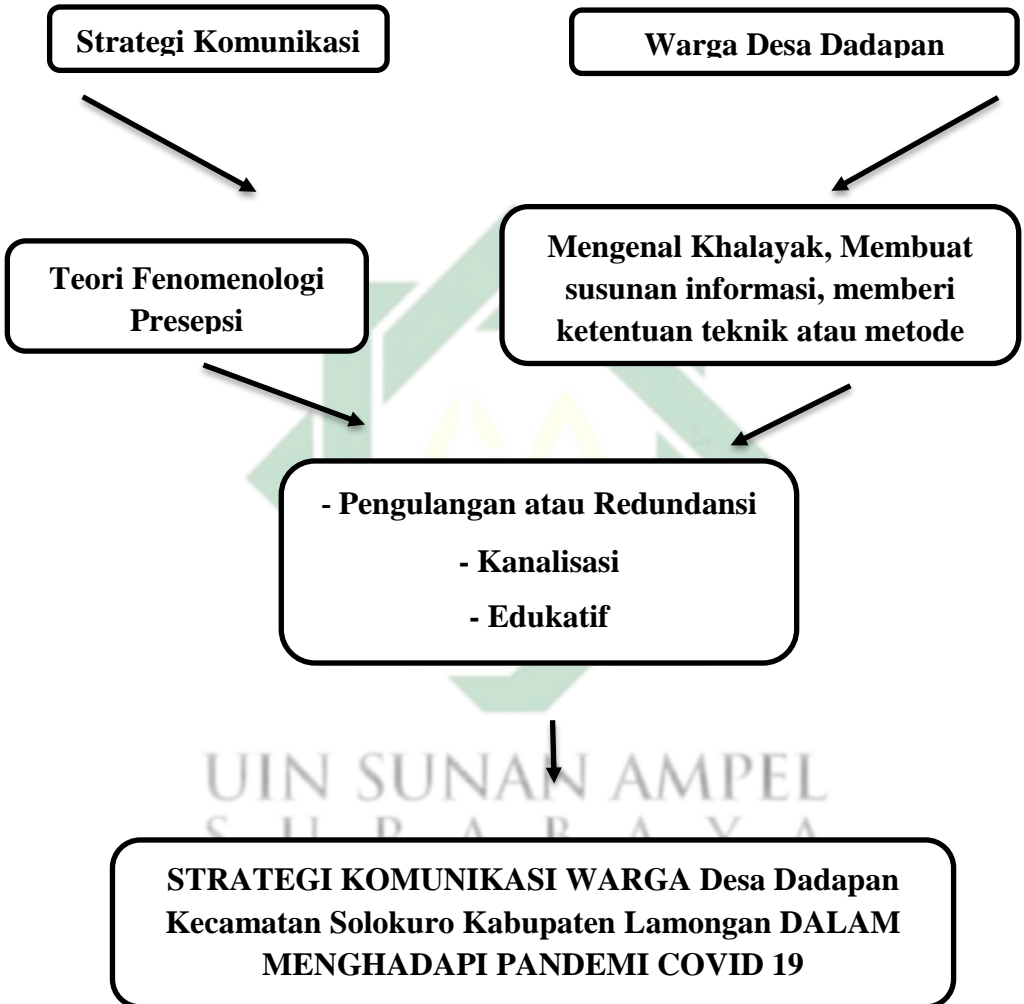 Strategi Komunikasi
Warga Desa Dadapan
Teori Fenomenologi
Presepsi
Mengenal Khalayak, Membuat
susunan informasi, memberi
ketentuan teknik atau metode
- Pengulangan atau Redundansi
- Kanalisasi
- Edukatif
UIN SUNAN AMPEL
SURABAYA
STRATEGI KOMUNIKASI WARGA Desa Dadapan
Kecamatan Solokuro Kabupaten Lamongan DALAM
MENGHADAPI PANDEMI COVID 19